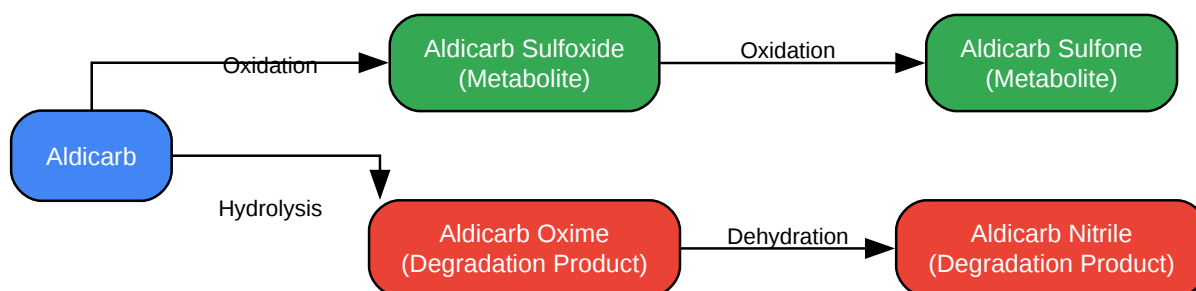 Aldicarb Sulfoxide
(Metabolite)
Oxidation
Oxidation
Aldicarb Sulfone
(Metabolite)
Aldicarb
Hydrolysis
Aldicarb Oxime
(Degradation Product)
Dehydration
Aldicarb Nitrile
(Degradation Product)